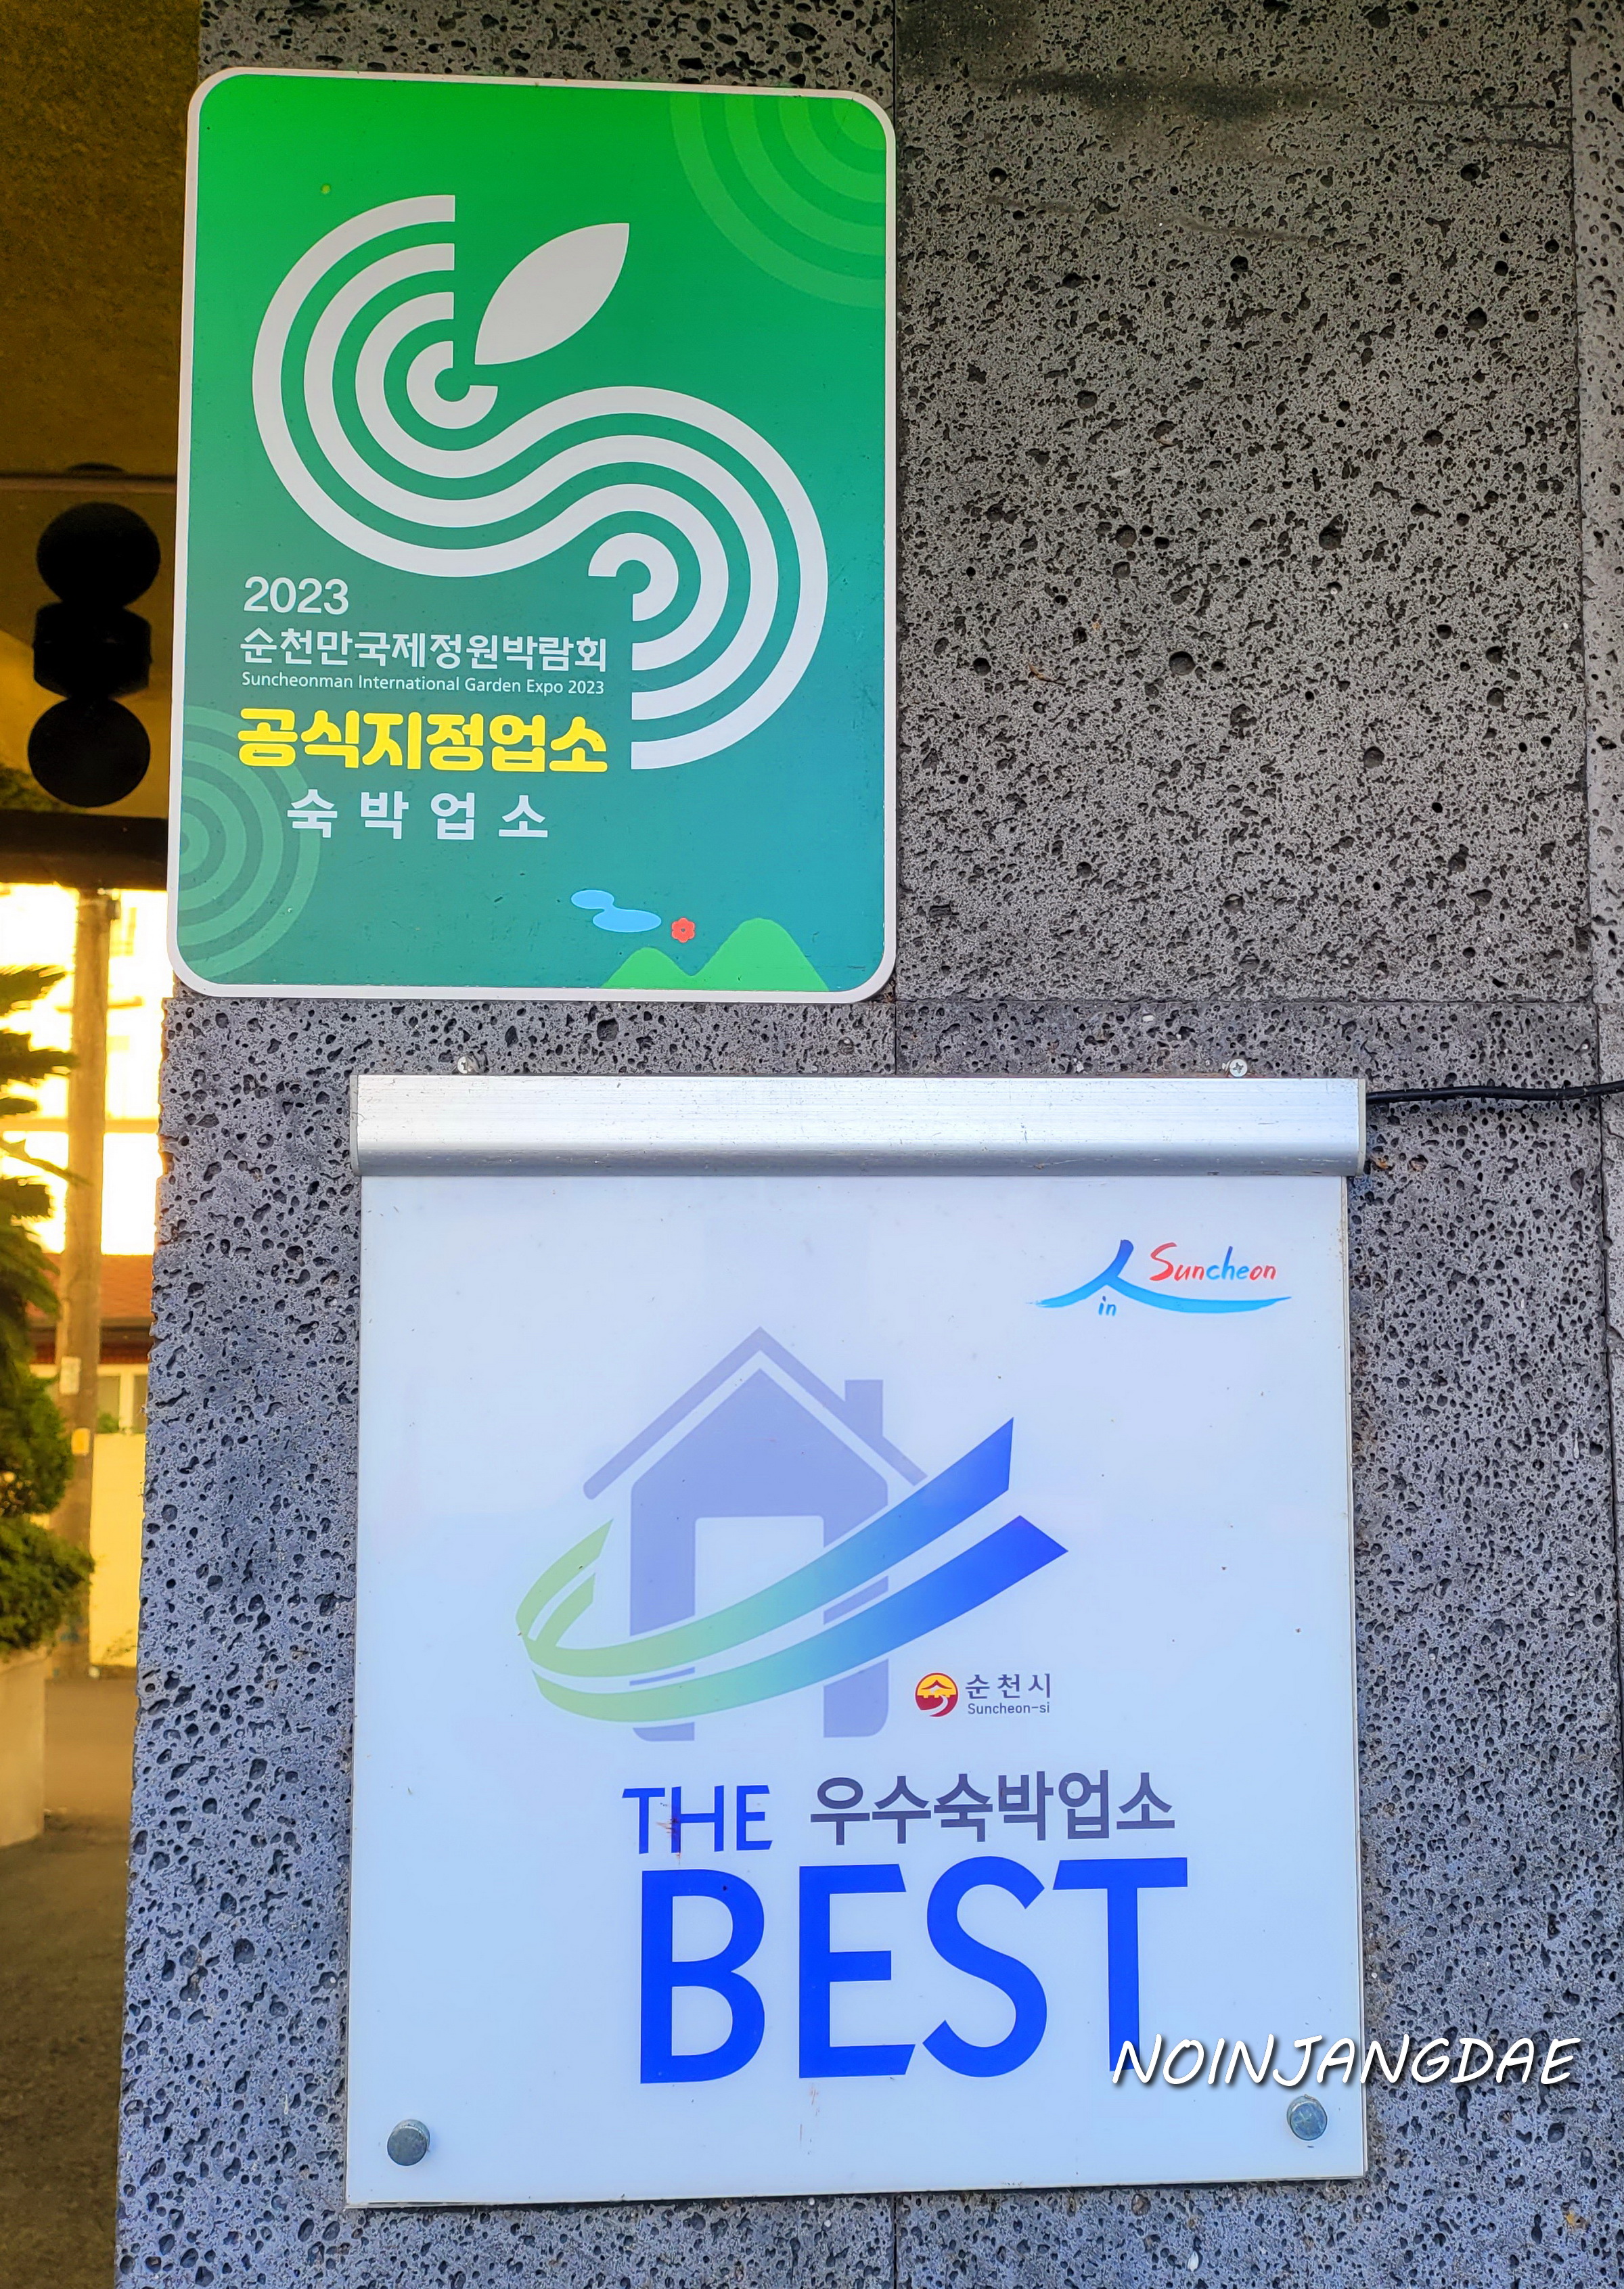 2023
순천만국제정원박람회
Suncheonman International Garden Expo 2023
공식지정업소
숙박업소
Suncheon
in
순천시
Suncheon-si
THE 우수숙박업소
BEST
NOINJANGDAE